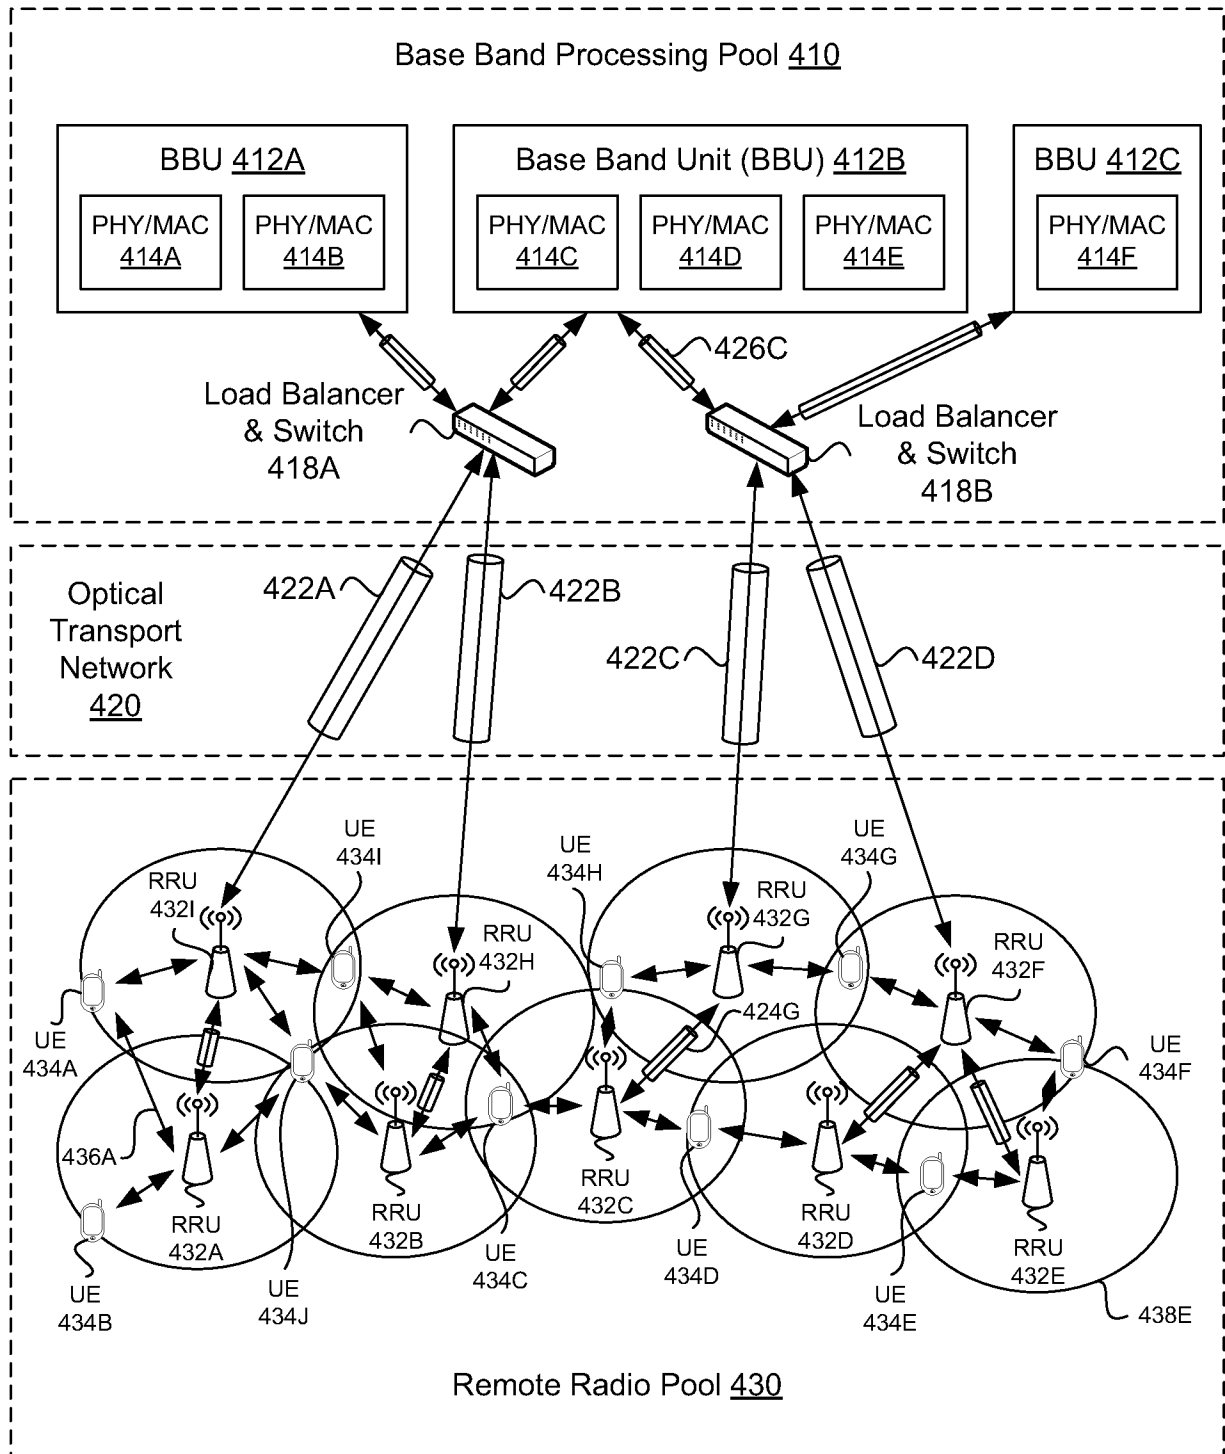 Base Band Processing Pool 410
BBU 412A
PHY/MAC
414A
PHY/MAC
414B
Base Band Unit (BBU) 412B
PHY/MAC
414C
PHY/MAC
414D
PHY/MAC
414E
BBU 412C
PHY/MAC
414F
426C
Load Balancer
& Switch
418A
Load Balancer
& Switch
418B
Optical
Transport
Network
420
422A
422B
422C
422D
UE
434I
RRU
432I
RRU
432H
UE
434H
RRU
432G
UE
434G
RRU
432F
424G
UE
434A
UE
434F
436A
RRU
432A
RRU
432B
RRU
432C
RRU
432D
RRU
432E
UE
434B
UE
434J
UE
434C
UE
434D
UE
434E
438E
Remote Radio Pool 430